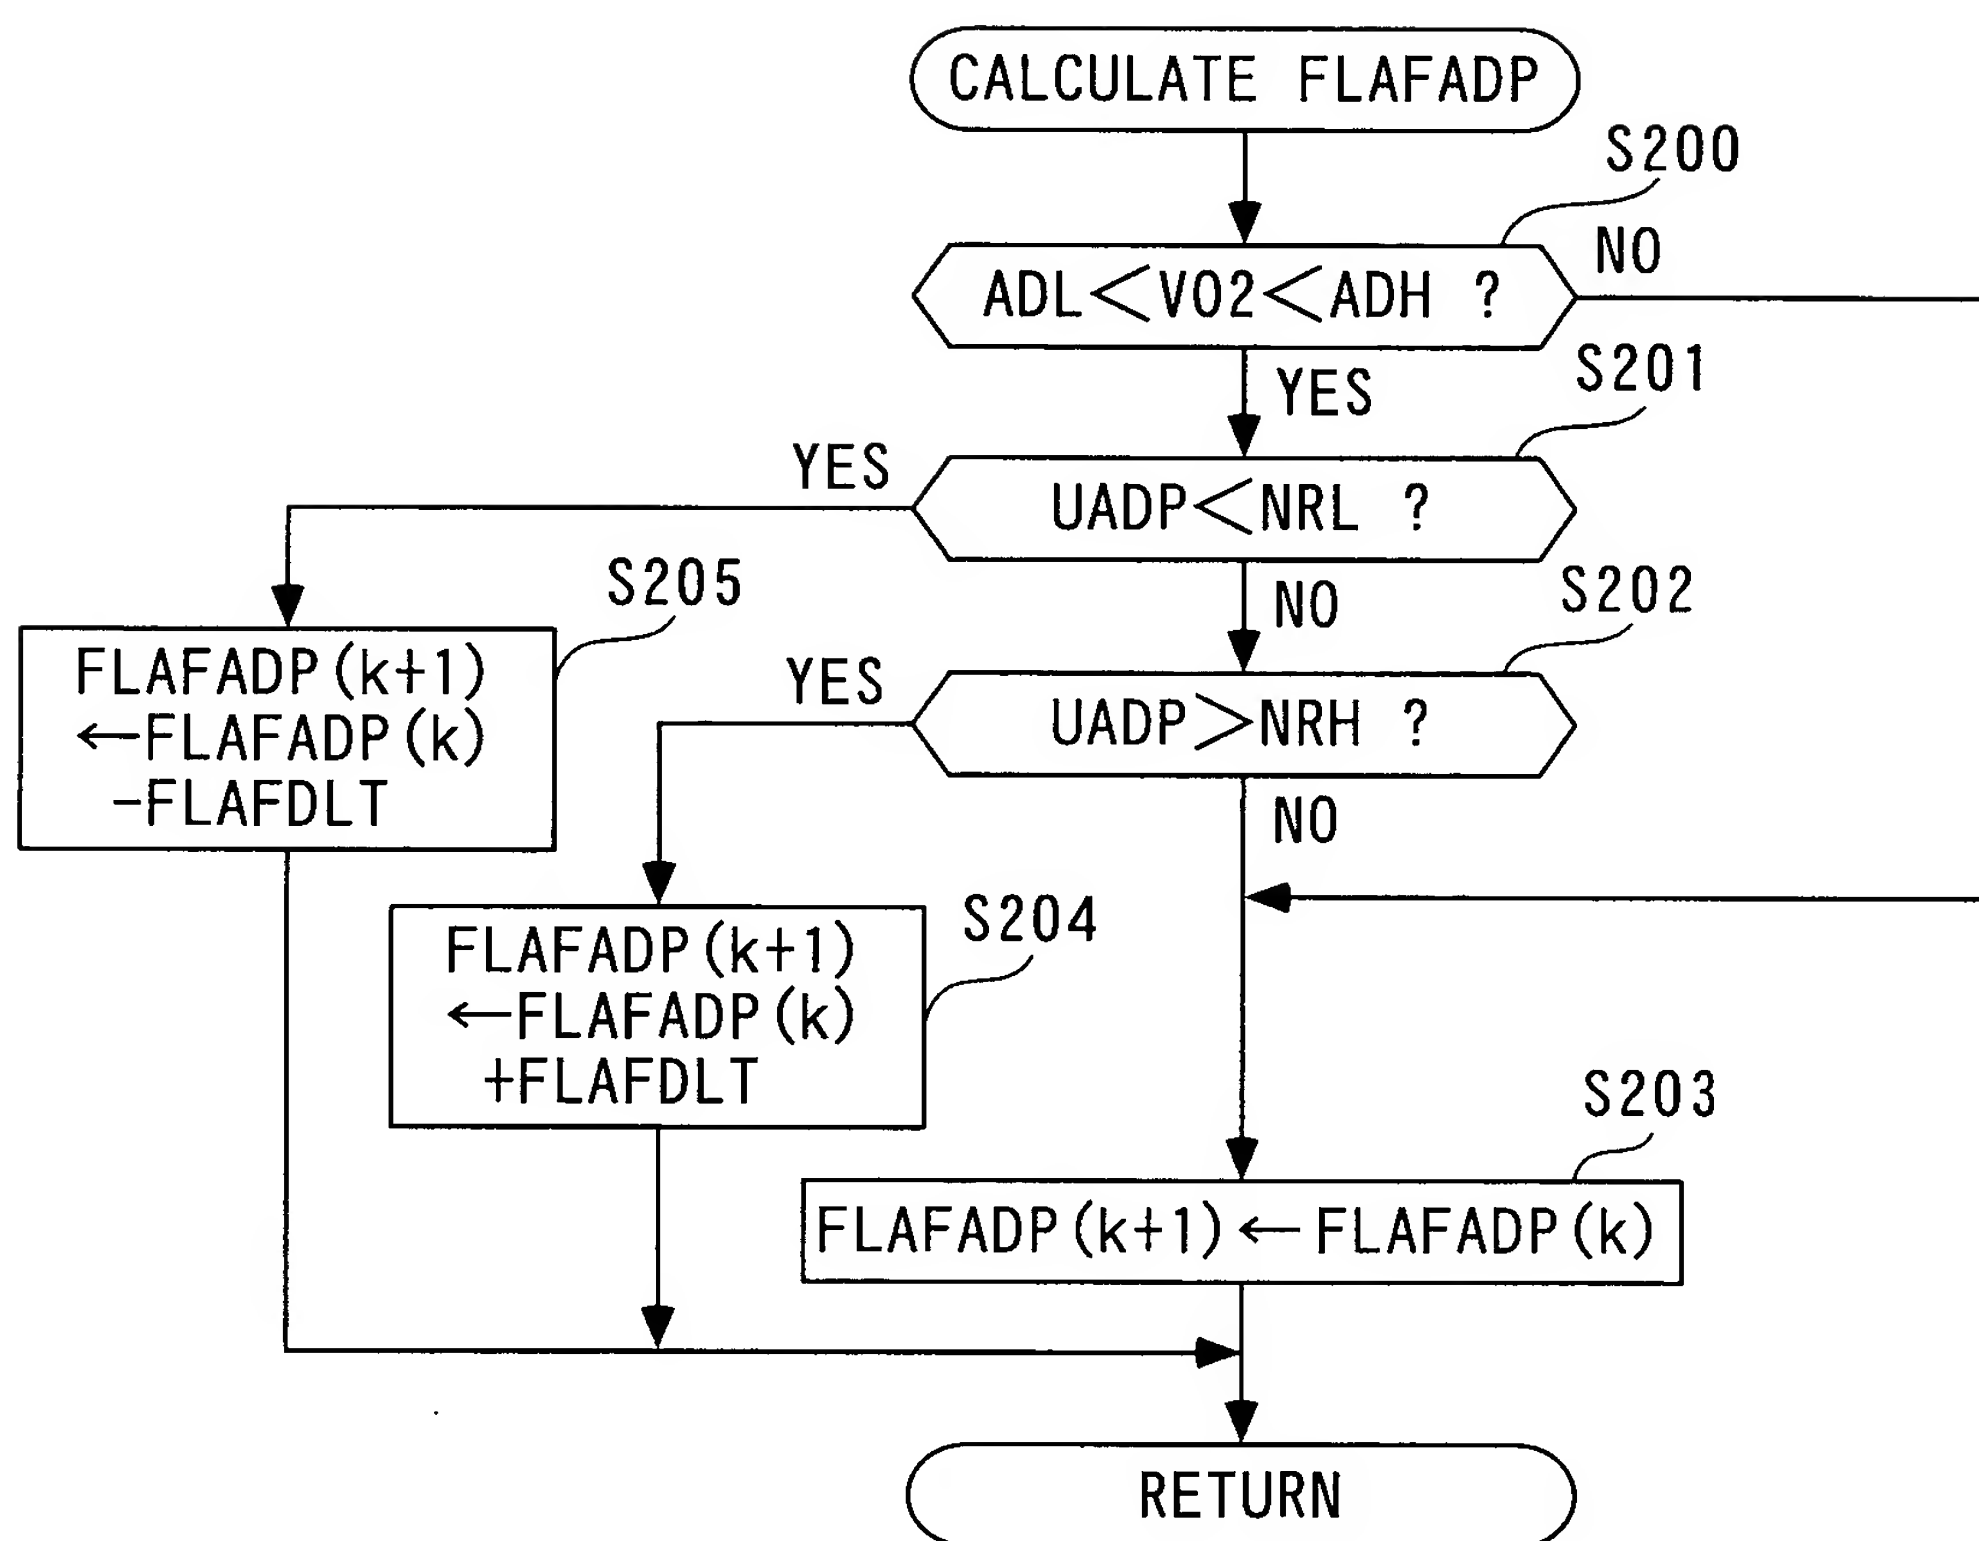 CALCULATE FLAFADP
S200
ADL<VO2<ADH ?
NO
YES
S201
UADP<NRL ?
YES
NO
S205
FLAFADP(k+1)
←FLAFADP(k)
-FLAFDLT
S202
UADP>NRH ?
YES
NO
S204
FLAFADP(k+1)
←FLAFADP(k)
+FLAFDLT
S203
FLAFADP(k+1)← FLAFADP(k)
RETURN